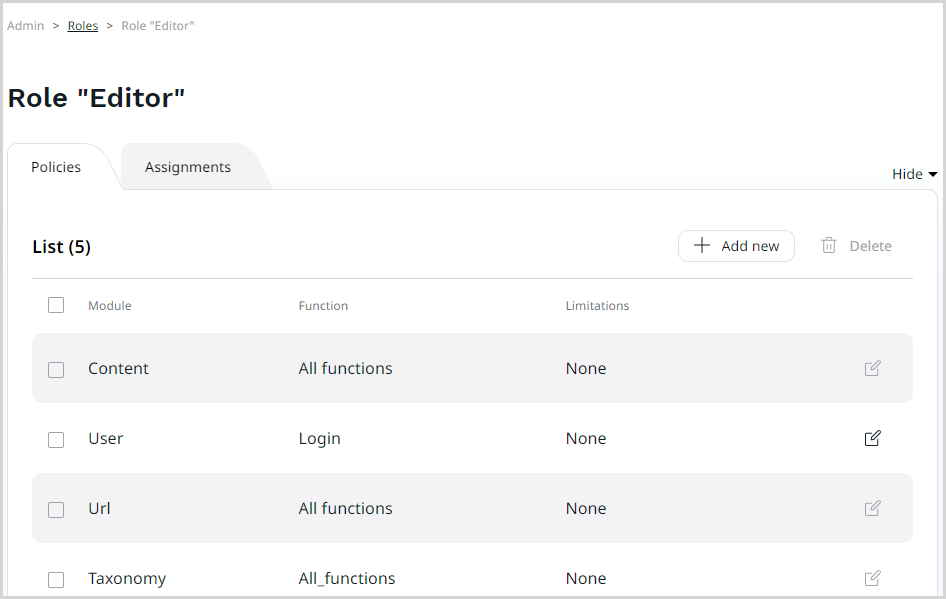 Admin > Roles > Role "Editor"
Role "Editor"
Policies Assignments Hide
List (5) Add new Delete
Module Function Limitations
Content All functions None
User Login None
Url All functions None
Taxonomy All_functions None